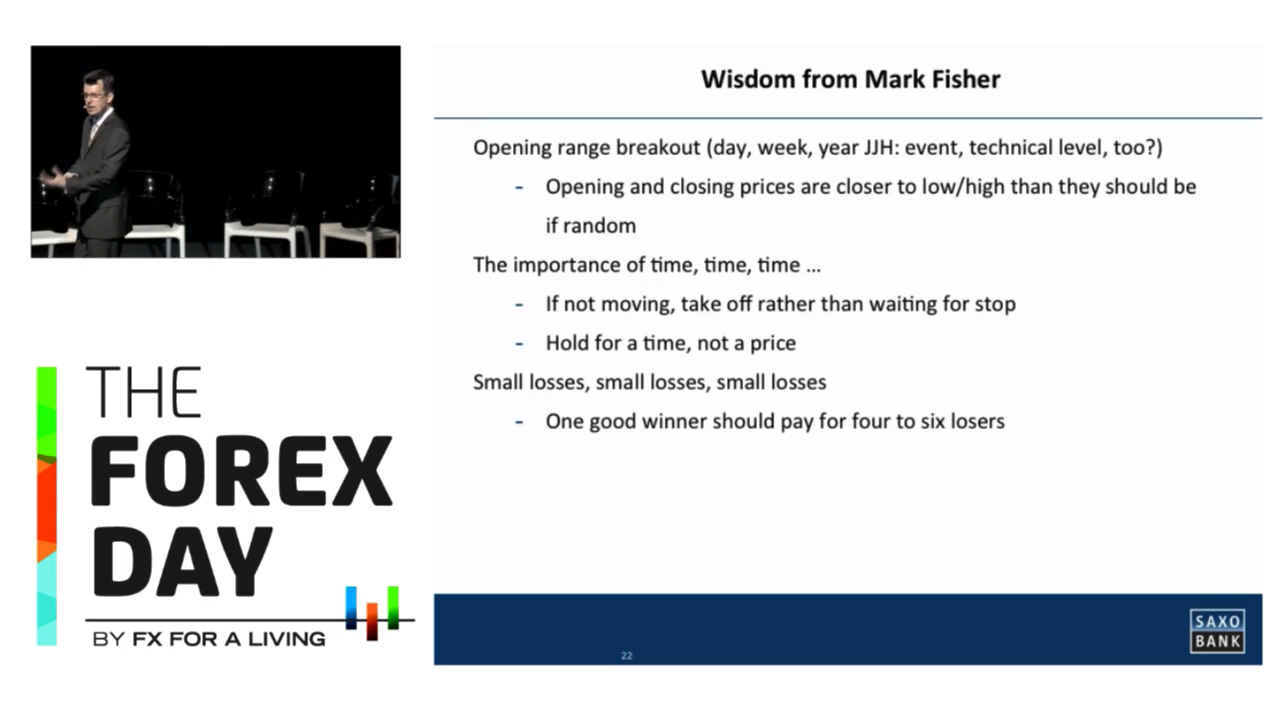 Wisdom from Mark Fisher
Opening range breakout (day, week, year JJH: event, technical level, too?)
- Opening and closing prices are closer to low/high than they should be
if random
The importance of time, time, time ...
- If not moving, take off rather than waiting for stop
- Hold for a time, not a price
Small losses, small losses, small losses
- One good winner should pay for four to six losers
THE
FOREX
DAY
BY FX FOR A LIVING
22
SAXO
BANK